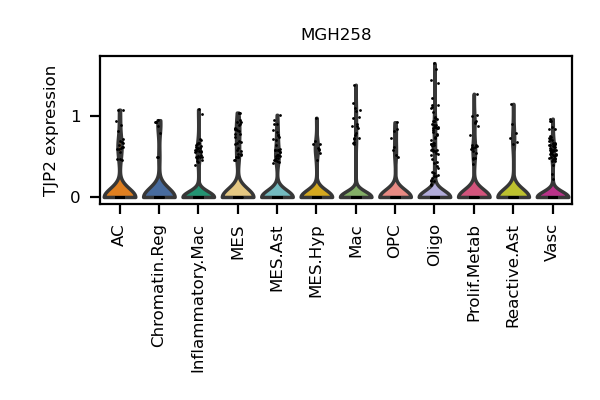 MGH258
TJP2 expression
1
0
AC
Chromatin.Reg
Inflammatory.Mac
MES
MES.Ast
MES.Hyp
Mac
OPC
Oligo
Prolif.Metab
Reactive.Ast
Vasc